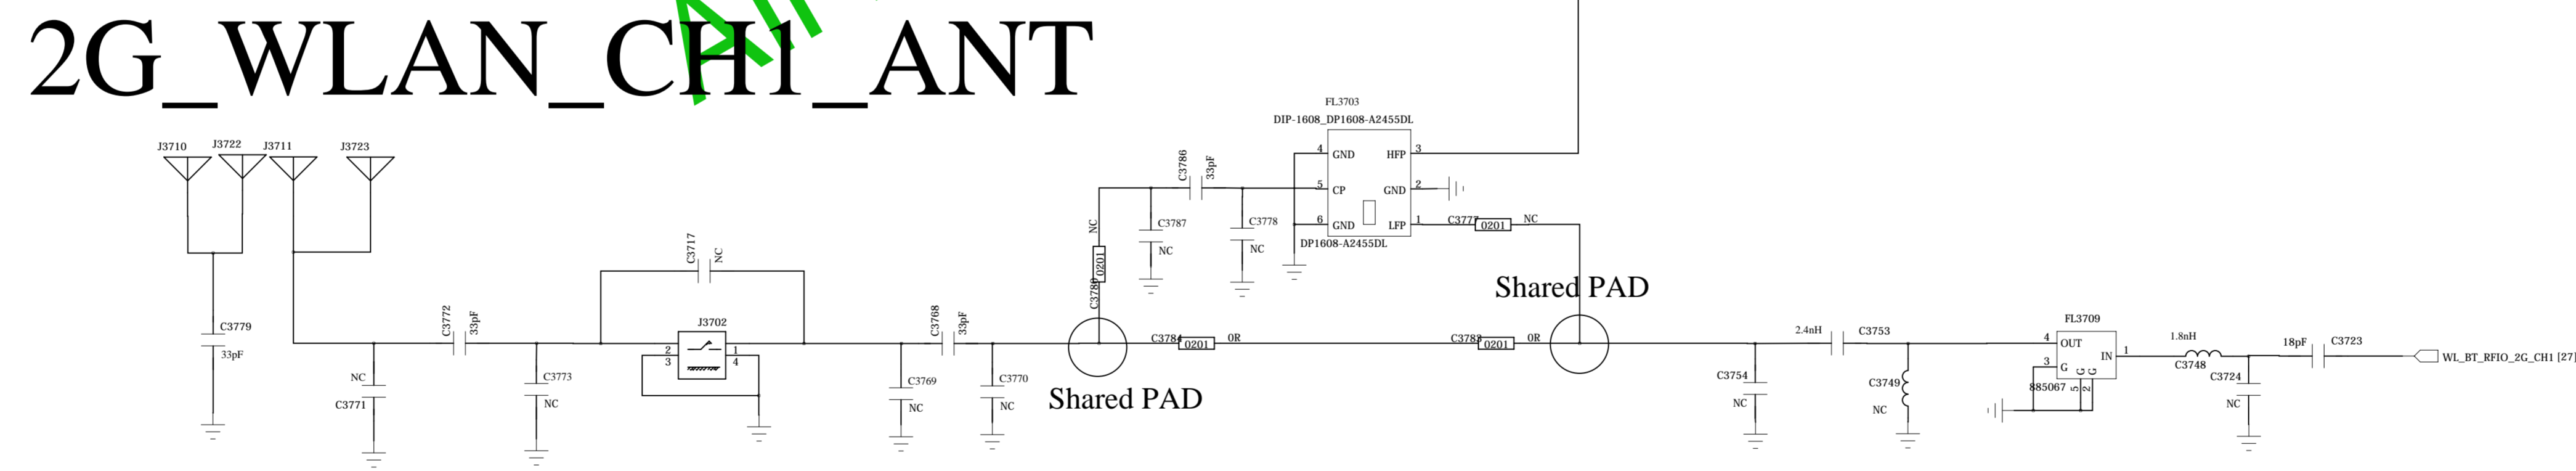 2G_WLAN_CH1_ANT
FL3703
DIP-1608_DP1608-A2455DL
4 GND HFP 3
5 CP GND 2
6 GND LFP 1
DP1608-A2455DL
C3777 0201 NC
J3710 J3722 J3711 J3723
C3786 33pF
C3787
NC
C3778
NC
NC
0201
C3717 NC
Shared PAD
C3779
33pF
C3772 33pF
J3702
2 1
3 4
C3768 33pF
C3784 0201 0R
C3783 0201 0R
2.4nH C3753
FL3709
4 OUT
3 G
IN 1
G G
5 2
885067
1.8nH
C3748
18pF C3723
WL_BT_RFIO_2G_CH1 [27]
NC
C3771
C3773
NC
C3769
NC
C3770
NC
Shared PAD
C3754
NC
C3749
NC
C3724
NC